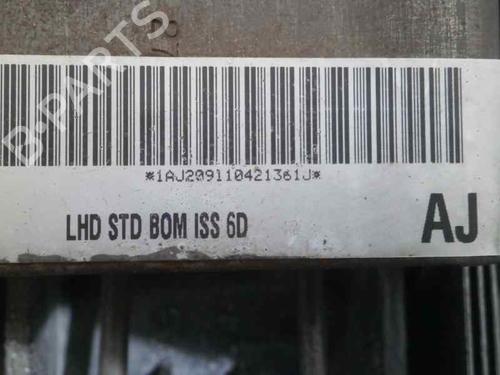 B-PARTS
*1AJ209110421361J*
LHD STD BOM ISS 6D
AJ